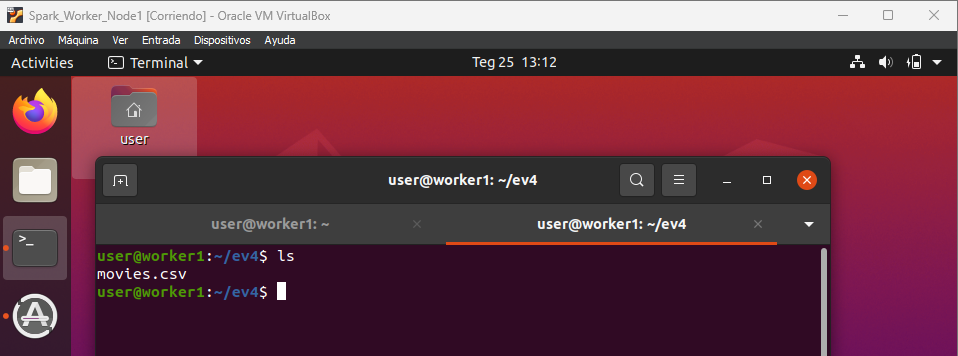 Spark_Worker_Node1 [Corriendo] - Oracle VM VirtualBox
Archivo Máquina Ver Entrada Dispositivos Ayuda
Activities Terminal Teg 25 13:12
user
user@worker1: ~/ev4
user@worker1: ~ user@worker1: ~/ev4
user@worker1:~/ev4$ ls
movies.csv
user@worker1:~/ev4$